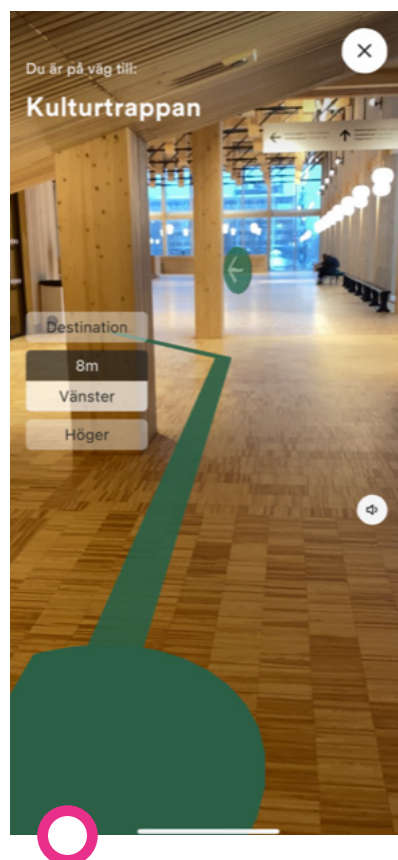 Du är på väg till:
Kulturtrappan
Destination
8m
Vänster
Höger